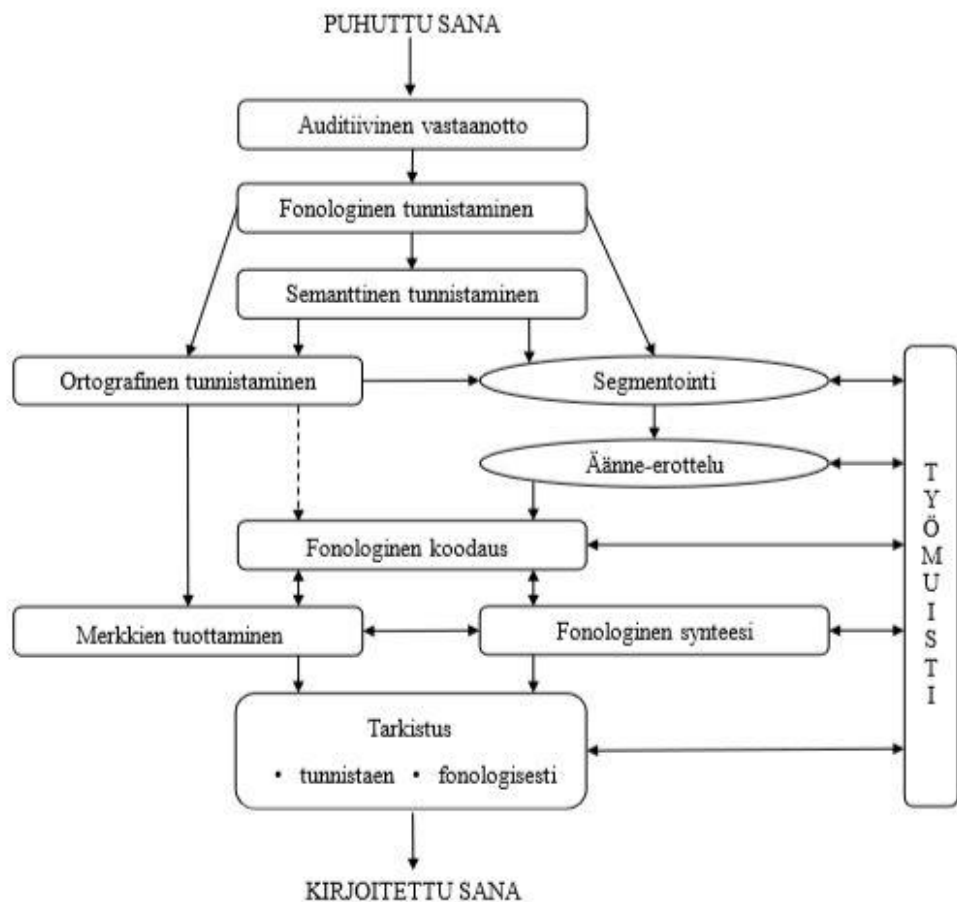 PUHUTTU SANA
Auditiivinen vastaanotto
Fonologinen tunnistaminen
Semanttinen tunnistaminen
Ortografinen tunnistaminen
Segmentointi
Äänne-erottelu
Fonologinen koodaus
Merkkien tuottaminen
Fonologinen synteesi
Tarkistus
• tunnistaen • fonologisesti
TYÖMUISTI
KIRJOITETTU SANA